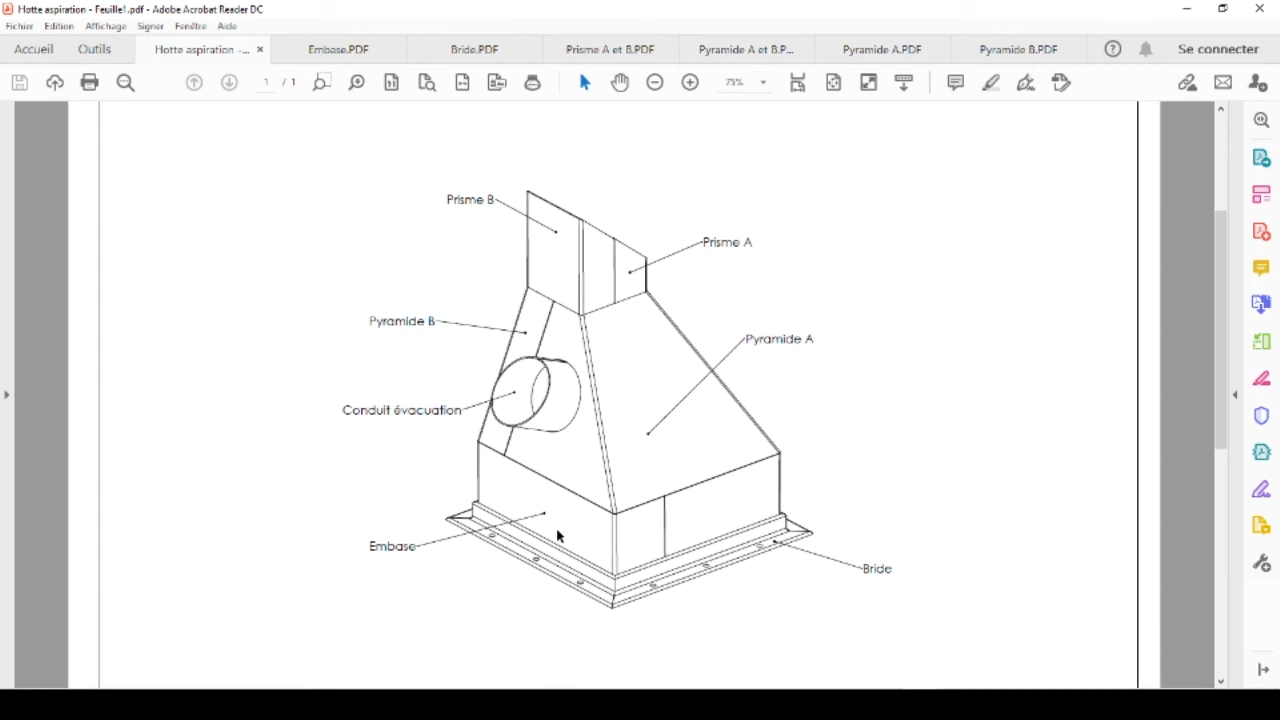 Hotte aspiration - Feuille1.pdf - Adobe Acrobat Reader DC
Fichier Edition Affichage Signer Fenêtre Aide
Accueil Outils Hotte aspiration -... × Embase.PDF Bride.PDF Prisme A et B.PDF Pyramide A et B.P... Pyramide A.PDF Pyramide B.PDF Se connecter
1 / 1 75%
Prisme B
Prisme A
Pyramide B
Pyramide A
Conduit évacuation
Embase
Bride